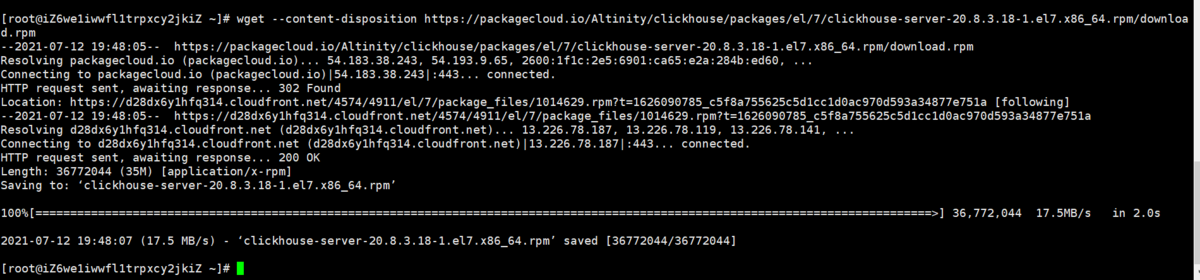 [root@iZ6we1iwwfl1trpxcy2jkiZ ~]# wget --content-disposition https://packagecloud.io/Altinity/clickhouse/packages/el/7/clickhouse-server-20.8.3.18-1.el7.x86_64.rpm/downloa
d.rpm
--2021-07-12 19:48:05--  https://packagecloud.io/Altinity/clickhouse/packages/el/7/clickhouse-server-20.8.3.18-1.el7.x86_64.rpm/download.rpm
Resolving packagecloud.io (packagecloud.io)... 54.183.38.243, 54.193.9.65, 2600:1f1c:2e5:6901:ca65:e2a:284b:ed60, ...
Connecting to packagecloud.io (packagecloud.io)|54.183.38.243|:443... connected.
HTTP request sent, awaiting response... 302 Found
Location: https://d28dx6y1hfq314.cloudfront.net/4574/4911/el/7/package_files/1014629.rpm?t=1626090785_c5f8a755625c5d1cc1d0ac970d593a34877e751a [following]
--2021-07-12 19:48:05--  https://d28dx6y1hfq314.cloudfront.net/4574/4911/el/7/package_files/1014629.rpm?t=1626090785_c5f8a755625c5d1cc1d0ac970d593a34877e751a
Resolving d28dx6y1hfq314.cloudfront.net (d28dx6y1hfq314.cloudfront.net)... 13.226.78.187, 13.226.78.119, 13.226.78.141, ...
Connecting to d28dx6y1hfq314.cloudfront.net (d28dx6y1hfq314.cloudfront.net)|13.226.78.187|:443... connected.
HTTP request sent, awaiting response... 200 OK
Length: 36772044 (35M) [application/x-rpm]
Saving to: ‘clickhouse-server-20.8.3.18-1.el7.x86_64.rpm’
100%[======================================================================================================================================>] 36,772,044  17.5MB/s   in 2.0s
2021-07-12 19:48:07 (17.5 MB/s) - ‘clickhouse-server-20.8.3.18-1.el7.x86_64.rpm’ saved [36772044/36772044]
[root@iZ6we1iwwfl1trpxcy2jkiZ ~]#